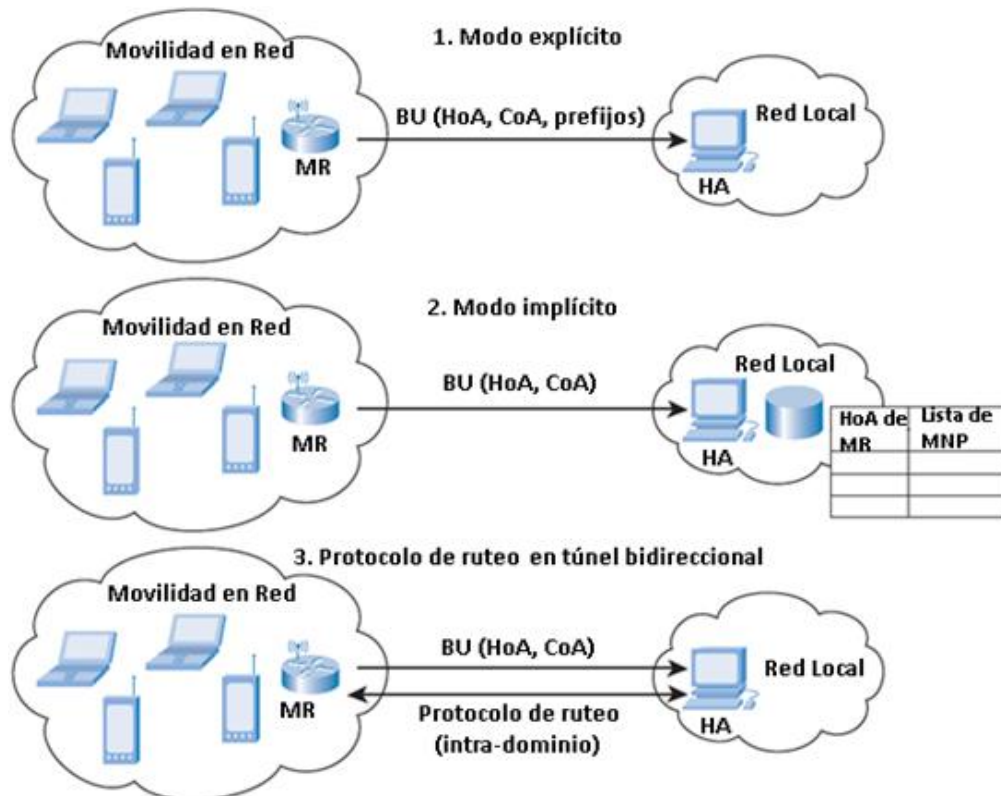 1. Modo explícito
Movilidad en Red
BU (HoA, CoA, prefijos)
MR
Red Local
HA
2. Modo implícito
Movilidad en Red
BU (HoA, CoA)
MR
Red Local
HA
HoA de MR
Lista de MNP
3. Protocolo de ruteo en túnel bidireccional
Movilidad en Red
BU (HoA, CoA)
MR
Protocolo de ruteo
(intra-dominio)
Red Local
HA